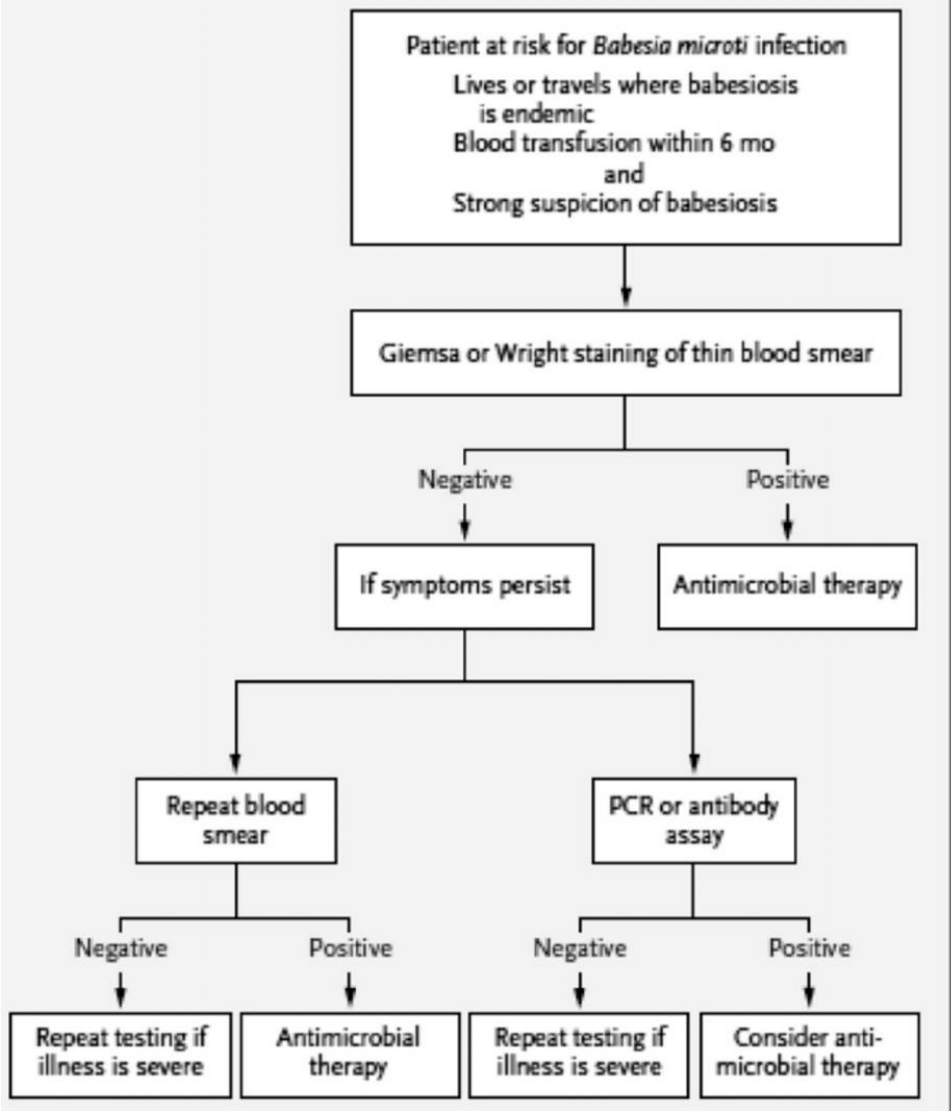 Patient at risk for Babesia microti infection
Lives or travels where babesiosis
is endemic
Blood transfusion within 6 mo
and
Strong suspicion of babesiosis
Giemsa or Wright staining of thin blood smear
Negative
Positive
If symptoms persist
Antimicrobial therapy
Repeat blood
smear
PCR or antibody
assay
Negative
Positive
Negative
Positive
Repeat testing if
illness is severe
Antimicrobial
therapy
Repeat testing if
illness is severe
Consider anti-
microbial therapy